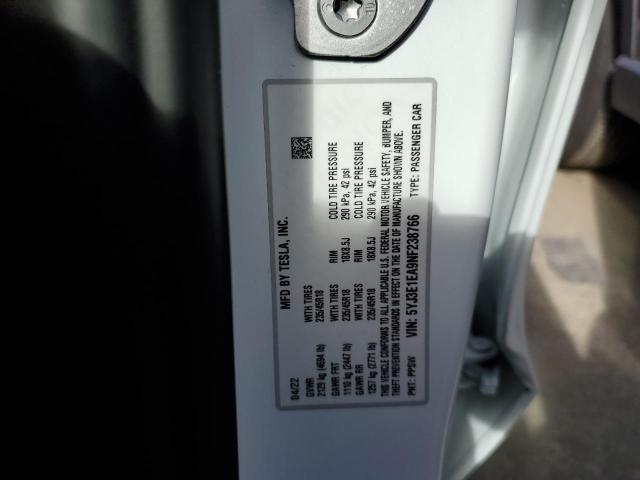 MFD BY TESLA, INC.
04/22
GVWR WITH TIRES RIM COLD TIRE PRESSURE
2129 kg (4694 lb) 235/45R18 18X8.5J 290 kPa, 42 psi
GAWR FRT WITH TIRES RIM COLD TIRE PRESSURE
1110 kg (2447 lb) 235/45R18 18X8.5J 290 kPa, 42 psi
GAWR RR
1257 kg (2771 lb) 235/45R18
THIS VEHICLE CONFORMS TO ALL APPLICABLE U.S. FEDERAL MOTOR VEHICLE SAFETY, BUMPER, AND
THEFT PREVENTION STANDARDS IN EFFECT ON THE DATE OF MANUFACTURE SHOWN ABOVE.
VIN: 5YJ3E1EA9NF238766 TYPE: PASSENGER CAR
PNT: PPSW